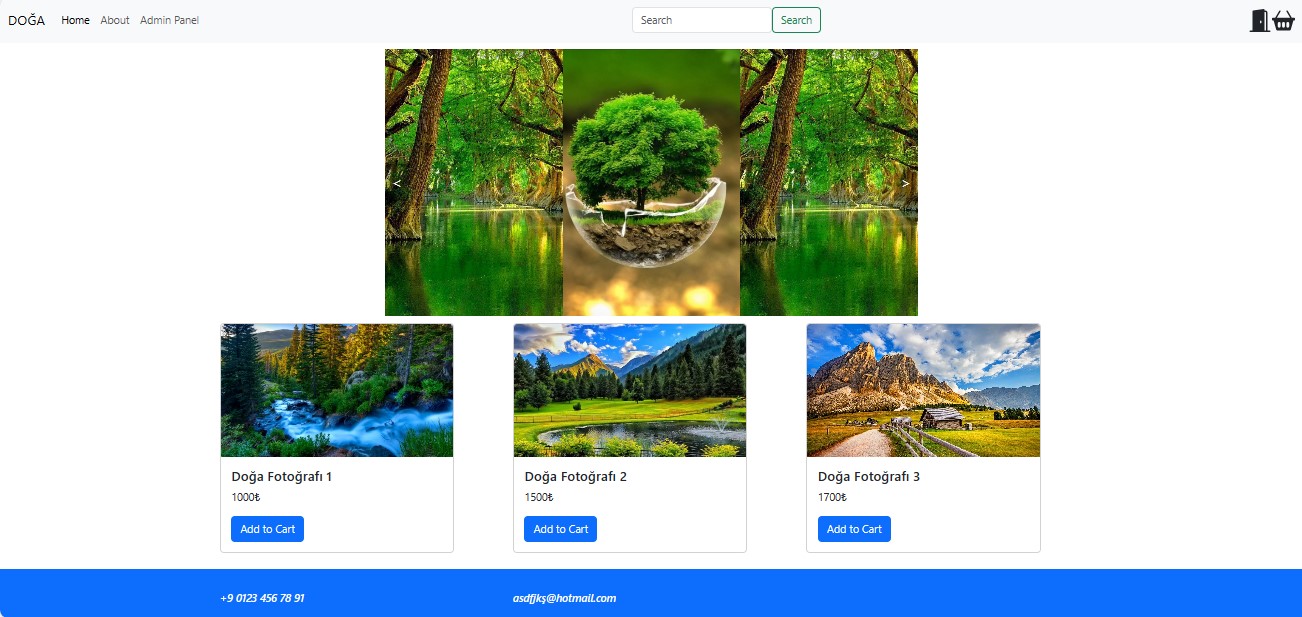 DOĞA Home About Admin Panel Search Search
< >
Doğa Fotoğrafı 1 Doğa Fotoğrafı 2 Doğa Fotoğrafı 3
1000₺ 1500₺ 1700₺
Add to Cart Add to Cart Add to Cart
+9 0123 456 78 91 asdfjkş@hotmail.com